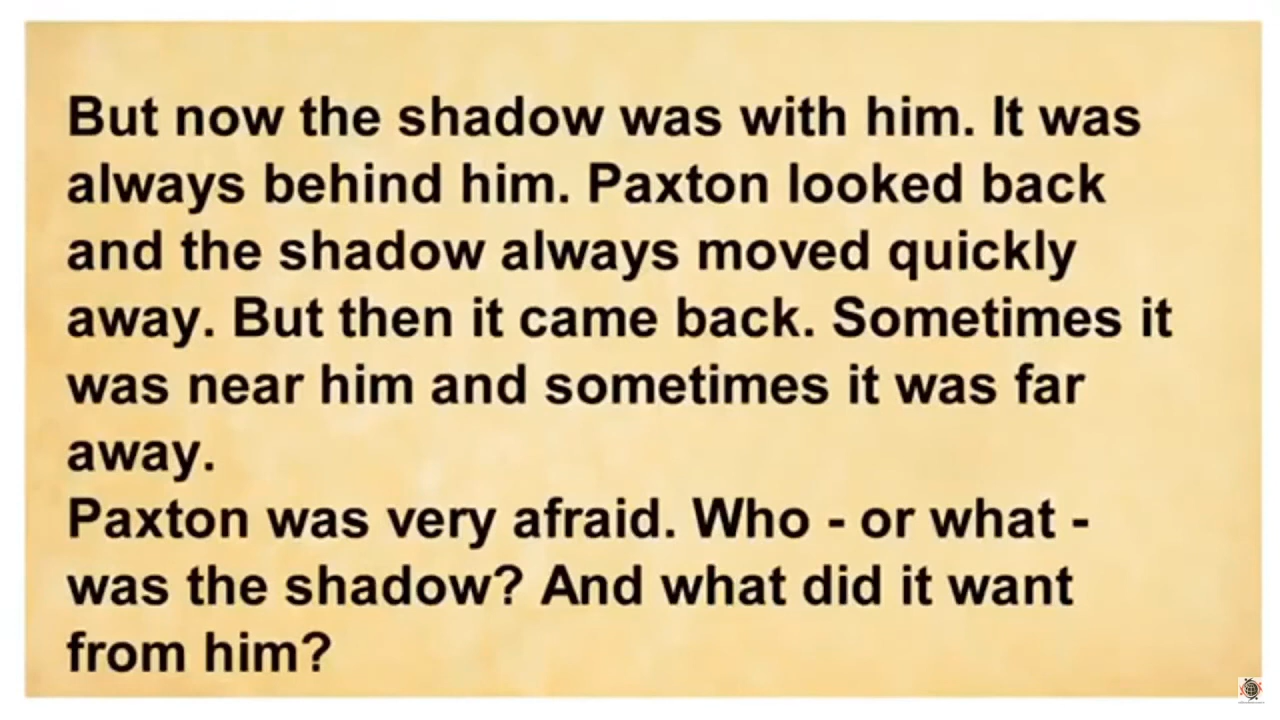 But now the shadow was with him. It was
always behind him. Paxton looked back
and the shadow always moved quickly
away. But then it came back. Sometimes it
was near him and sometimes it was far
away.
Paxton was very afraid. Who - or what -
was the shadow? And what did it want
from him?